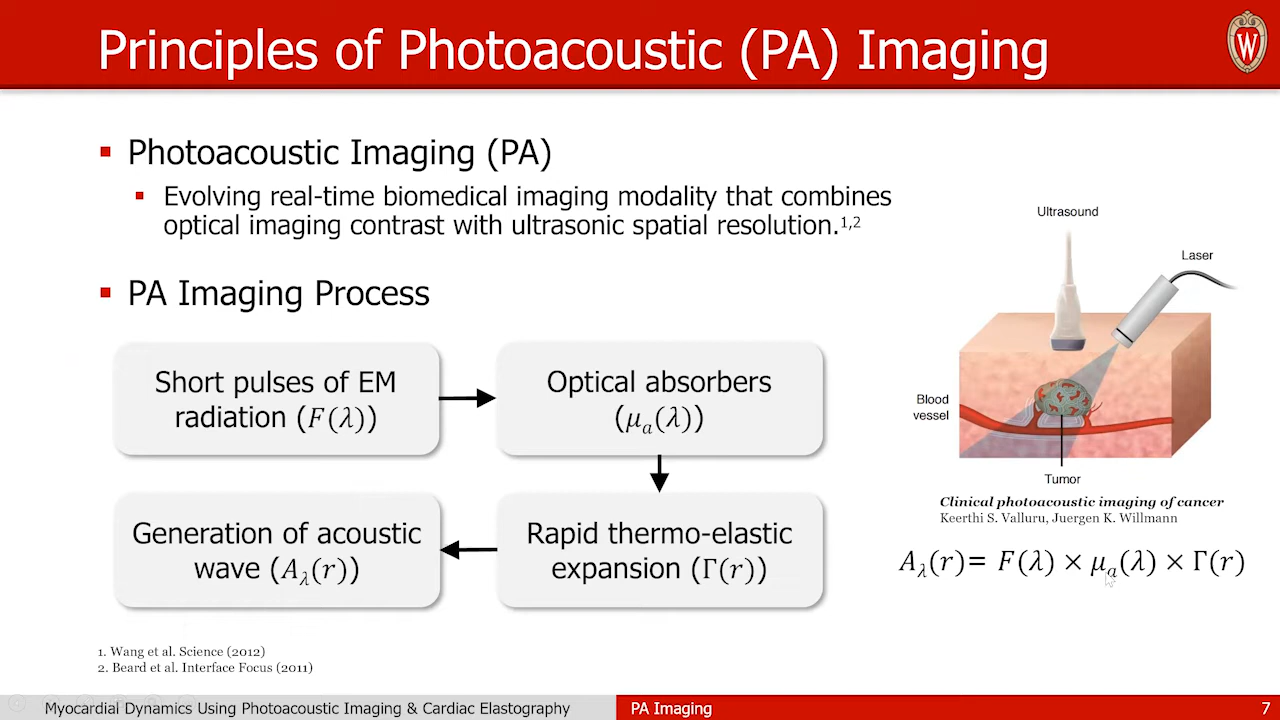 Principles of Photoacoustic (PA) Imaging
W
▪ Photoacoustic Imaging (PA)
▪ Evolving real-time biomedical imaging modality that combines
optical imaging contrast with ultrasonic spatial resolution.¹,²
▪ PA Imaging Process
Short pulses of EM
radiation (F(λ))
Optical absorbers
(μₐ(λ))
Generation of acoustic
wave (A_λ(r))
Rapid thermo-elastic
expansion (Γ(r))
Ultrasound
Laser
Blood
vessel
Tumor
Clinical photoacoustic imaging of cancer
Keerthi S. Valluru, Juergen K. Willmann
A_λ(r)= F(λ) × μₐ(λ) × Γ(r)
1. Wang et al. Science (2012)
2. Beard et al. Interface Focus (2011)
Myocardial Dynamics Using Photoacoustic Imaging & Cardiac Elastography
PA Imaging
7